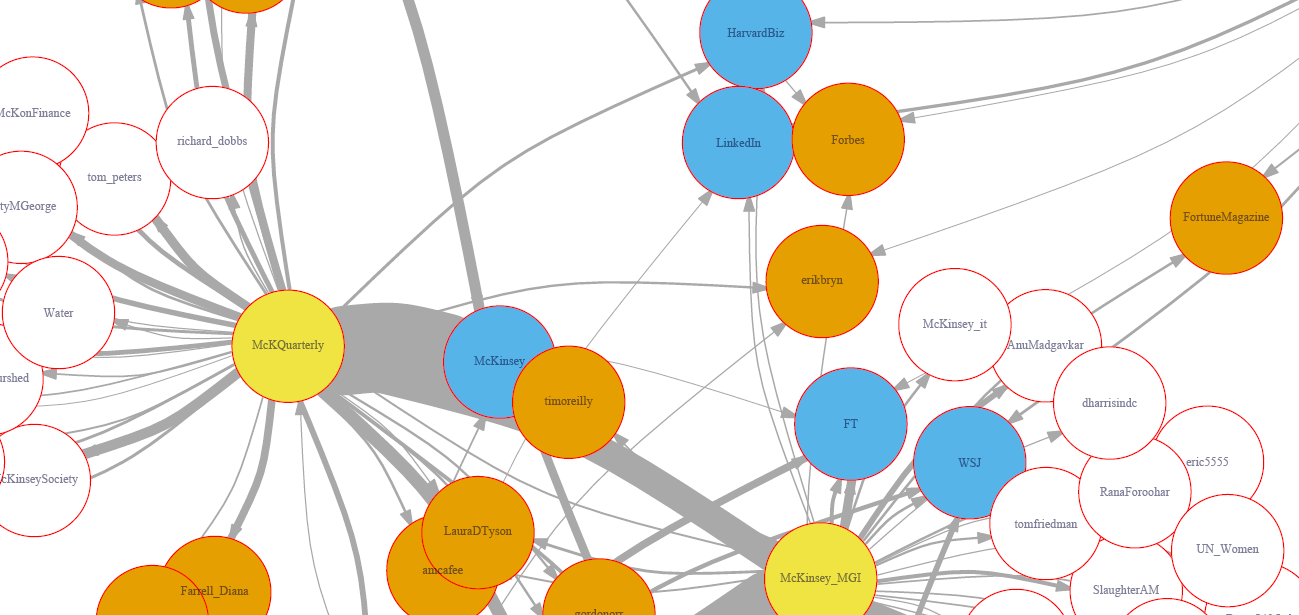 HarvardBiz
McKonFinance
richard_dobbs
LinkedIn
Forbes
tom_peters
tyMGeorge
FortuneMagazine
erikbryn
Water
McKinsey_it
McKQuarterly
AnuMadgavkar
McKinsey
urshed
timoreilly
dharrisindc
FT
WSJ
eric5555
cKinseySociety
RanaForoohar
LauraDTyson
tomfriedman
UN_Women
amcafee
McKinsey_MGI
Farrell_Diana
SlaughterAM
gordonorr